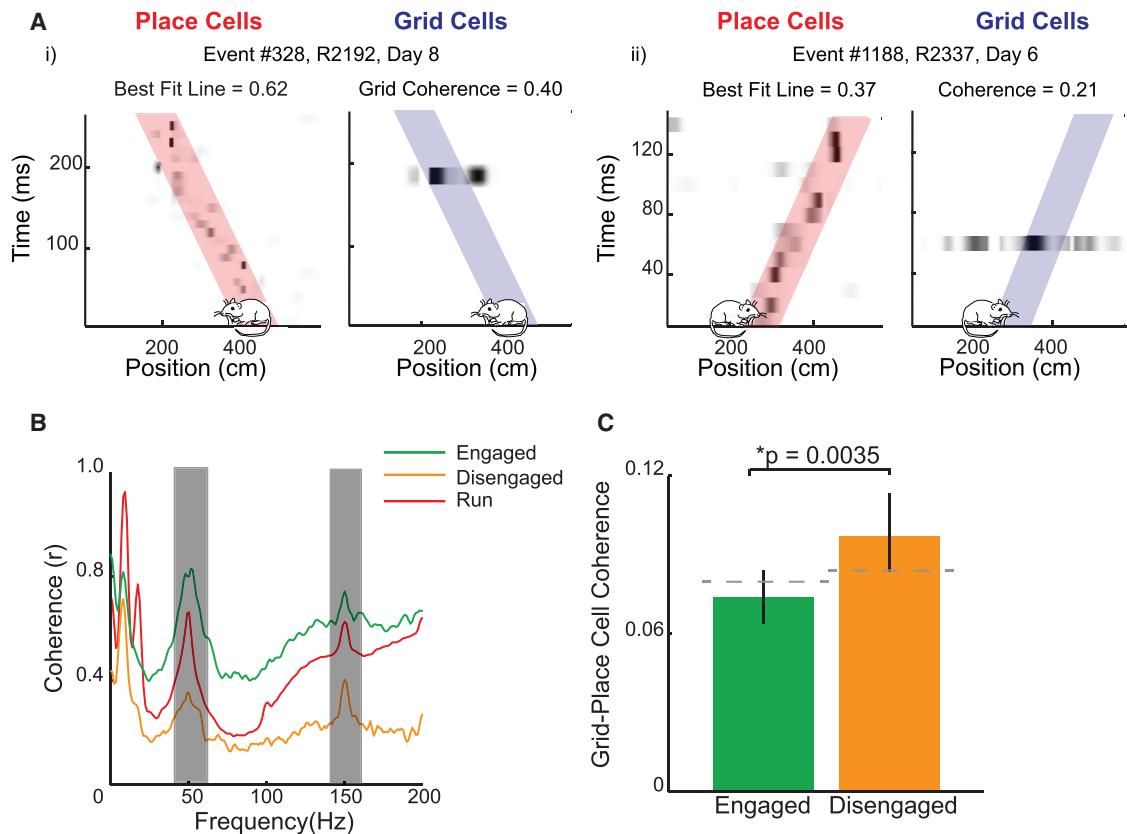 A
Place Cells
Grid Cells
i)
Event #328, R2192, Day 8
Best Fit Line = 0.62
Grid Coherence = 0.40
Time (ms)
200
100
200
400
Position (cm)
200
400
Position (cm)
Place Cells
Grid Cells
ii)
Event #1188, R2337, Day 6
Best Fit Line = 0.37
Coherence = 0.21
Time (ms)
120
80
40
200
400
Position (cm)
200
400
Position (cm)
B
Engaged
Disengaged
Run
Coherence (r)
1.0
0.8
0.4
0
50
100
150
200
Frequency(Hz)
C
*p = 0.0035
Grid-Place Cell Coherence
0.12
0.06
0
Engaged
Disengaged